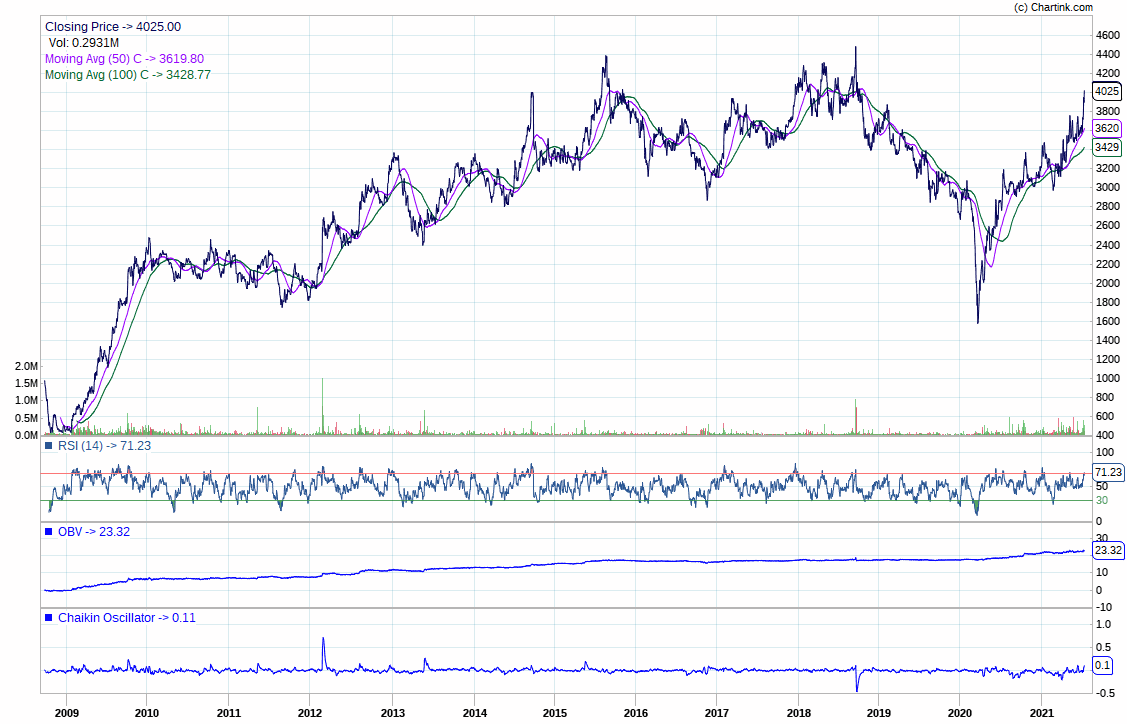 (c) Chartink.com
Closing Price -> 4025.00
Vol: 0.2931M
Moving Avg (50) C -> 3619.80
Moving Avg (100) C -> 3428.77
4600
4400
4200
4025
3800
3620
3429
3200
3000
2800
2600
2400
2200
2000
1800
1600
1400
1200
1000
800
600
400
2.0M
1.5M
1.0M
0.5M
0.0M
RSI (14) -> 71.23
100
71.23
50
30
0
OBV -> 23.32
30
23.32
10
0
-10
Chaikin Oscillator -> 0.11
1.0
0.5
0.1
-0.5
2009 2010 2011 2012 2013 2014 2015 2016 2017 2018 2019 2020 2021